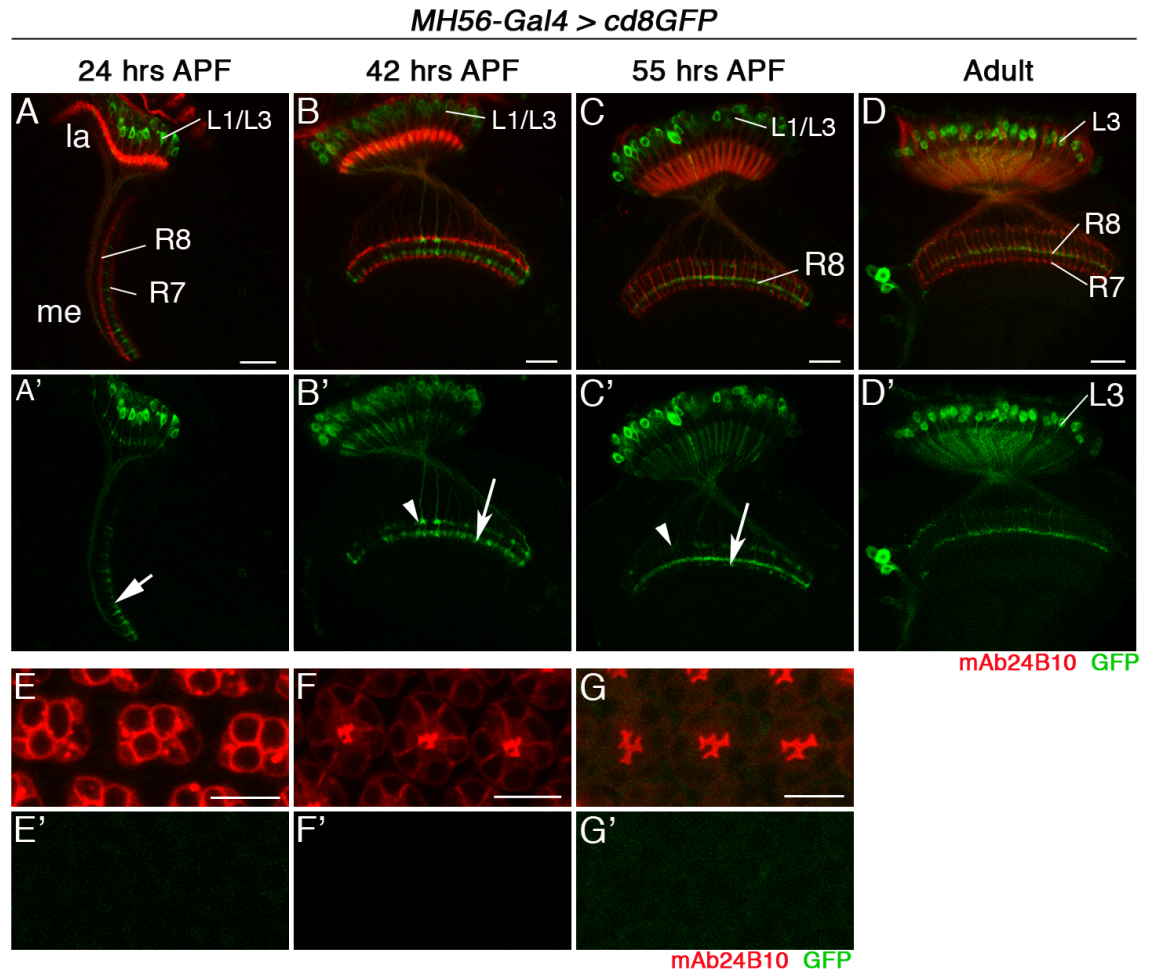 MH56-Gal4 > cd8GFP
24 hrs APF
42 hrs APF
55 hrs APF
Adult
A
la
L1/L3
R8
R7
me
B
L1/L3
C
L1/L3
R8
D
L3
R8
R7
A'
B'
C'
D'
L3
mAb24B10 GFP
E
F
G
E'
F'
G'
mAb24B10 GFP